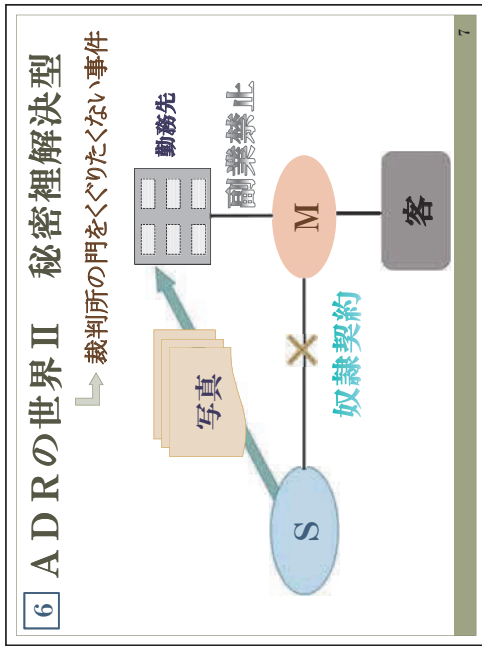 6 ADRの世界Ⅱ 秘密裡解決型
裁判所の門をくぐりたくない事件
勤務先
副業禁止
写真
S
M
奴隷契約
客
7